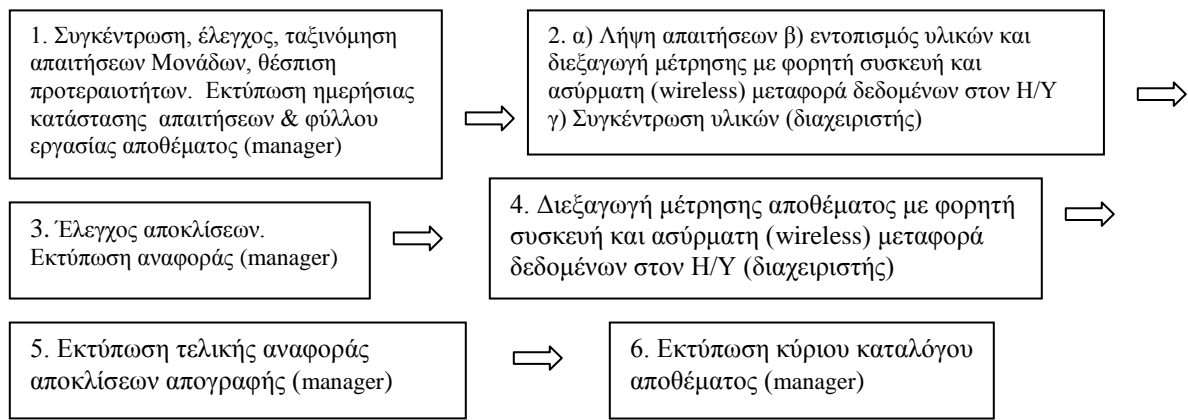 1. Συγκέντρωση, έλεγχος, ταξινόμηση
απαιτήσεων Μονάδων, θέσπιση
προτεραιοτήτων. Εκτύπωση ημερήσιας
κατάστασης απαιτήσεων & φύλλου
εργασίας αποθέματος (manager)
2. α) Λήψη απαιτήσεων β) εντοπισμός υλικών και
διεξαγωγή μέτρησης με φορητή συσκευή και
ασύρματη (wireless) μεταφορά δεδομένων στον Η/Υ
γ) Συγκέντρωση υλικών (διαχειριστής)
3. Έλεγχος αποκλίσεων.
Εκτύπωση αναφοράς (manager)
4. Διεξαγωγή μέτρησης αποθέματος με φορητή
συσκευή και ασύρματη (wireless) μεταφορά
δεδομένων στον Η/Υ (διαχειριστής)
5. Εκτύπωση τελικής αναφοράς
αποκλίσεων απογραφής (manager)
6. Εκτύπωση κύριου καταλόγου
αποθέματος (manager)